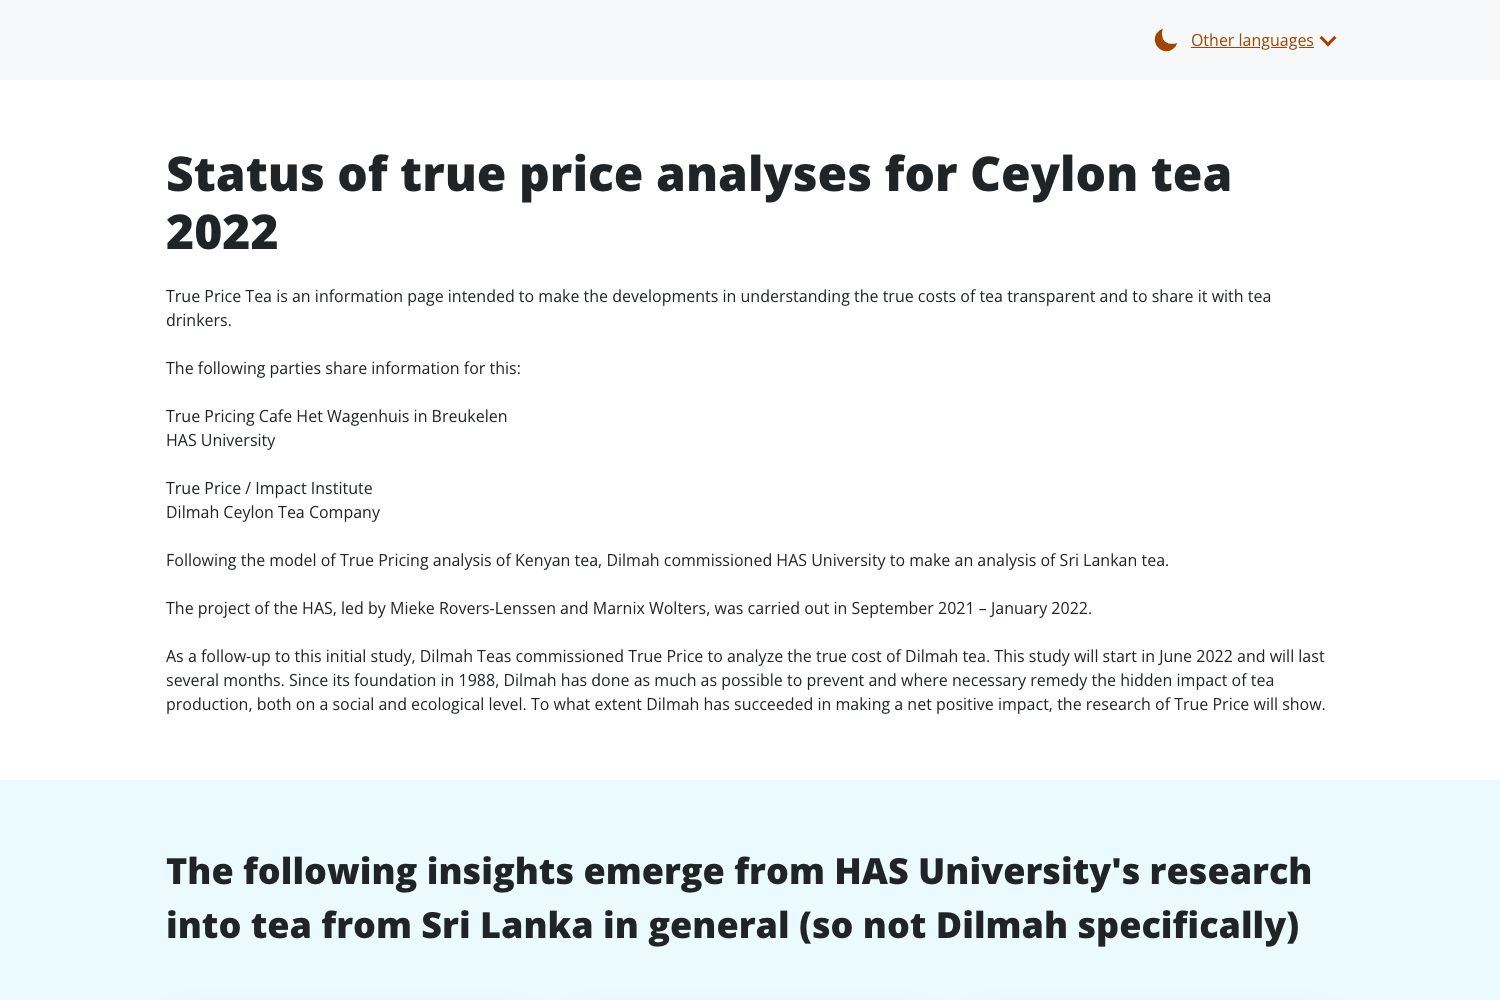 Other languages
Status of true price analyses for Ceylon tea
2022
True Price Tea is an information page intended to make the developments in understanding the true costs of tea transparent and to share it with tea
drinkers.
The following parties share information for this:
True Pricing Cafe Het Wagenhuis in Breukelen
HAS University
True Price / Impact Institute
Dilmah Ceylon Tea Company
Following the model of True Pricing analysis of Kenyan tea, Dilmah commissioned HAS University to make an analysis of Sri Lankan tea.
The project of the HAS, led by Mieke Rovers-Lenssen and Marnix Wolters, was carried out in September 2021 – January 2022.
As a follow-up to this initial study, Dilmah Teas commissioned True Price to analyze the true cost of Dilmah tea. This study will start in June 2022 and will last
several months. Since its foundation in 1988, Dilmah has done as much as possible to prevent and where necessary remedy the hidden impact of tea
production, both on a social and ecological level. To what extent Dilmah has succeeded in making a net positive impact, the research of True Price will show.
The following insights emerge from HAS University's research
into tea from Sri Lanka in general (so not Dilmah specifically)